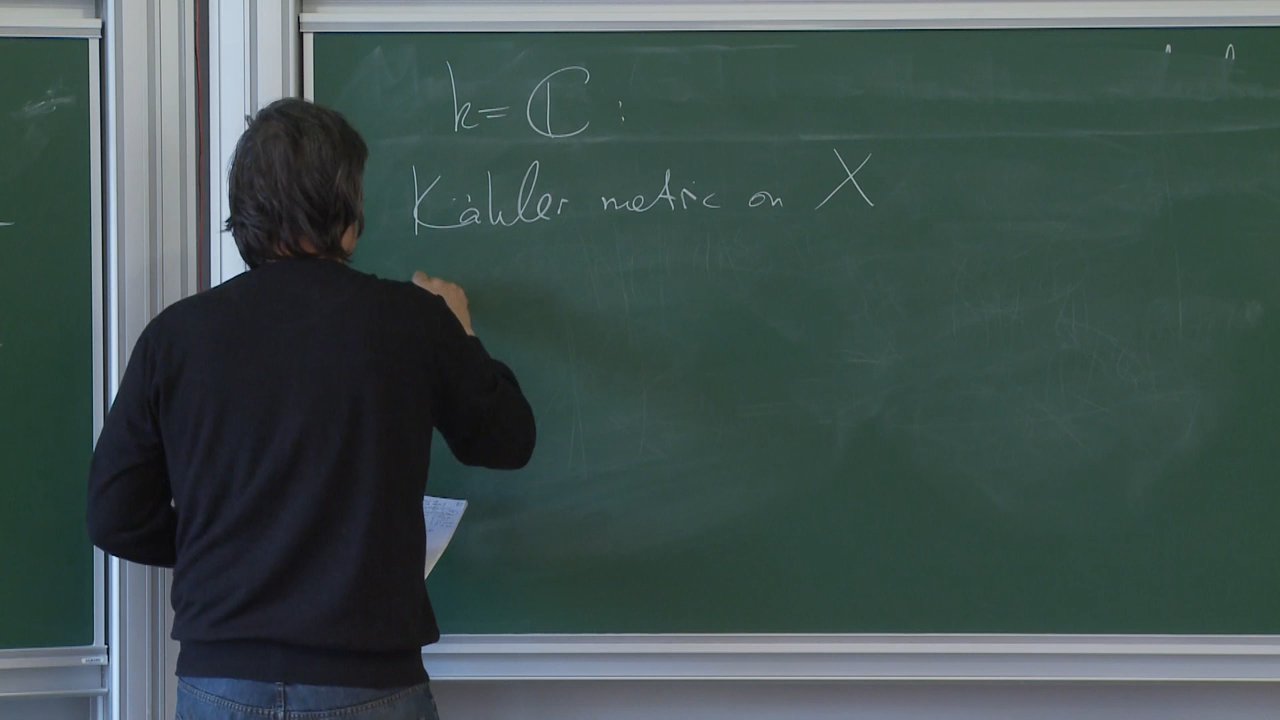 k = ℂ :
Kähler metric on X